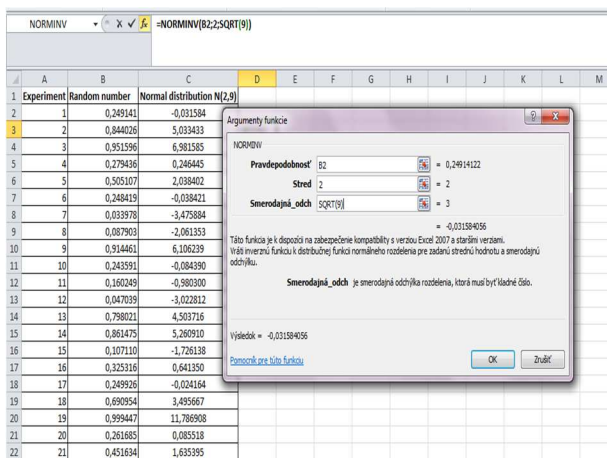 NORMINV =NORMINV(B2;2;SQRT(9))
A B C D E F G H I J K L M
1 Experiment Random number Normal distribution N(2,9)
2 1 0,249141 -0,031584
3 2 0,844026 5,033433
4 3 0,951596 6,981585
5 4 0,279436 0,246445
6 5 0,505107 2,038402
7 6 0,248419 -0,038421
8 7 0,033978 -3,475884
9 8 0,087903 -2,061353
10 9 0,914461 6,106239
11 10 0,243591 -0,084390
12 11 0,160249 -0,980300
13 12 0,047039 -3,022812
14 13 0,798021 4,503716
15 14 0,861475 5,260910
16 15 0,107110 -1,726138
17 16 0,325316 0,641350
18 17 0,249926 -0,024164
19 18 0,690954 3,495667
20 19 0,999447 11,786908
21 20 0,261685 0,085518
22 21 0,451634 1,635395
Argumenty funkcie
NORMINV
Pravdepodobnosť B2 = 0,24914122
Stred 2 = 2
Smerodajná_odch SQRT(9) = 3
= -0,031584056
Táto funkcia je k dispozícii na zabezpečenie kompatibility s verziou Excel 2007 a staršími verziami.
Vráti inverznú funkciu k distribučnej funkcii normálneho rozdelenia pre zadanú strednú hodnotu a smerodajnú
odchýlku.
Smerodajná_odch je smerodajná odchýlka rozdelenia, ktorá musí byť kladné číslo.
Výsledok = -0,031584056
Pomocník pre túto funkciu
OK Zrušiť